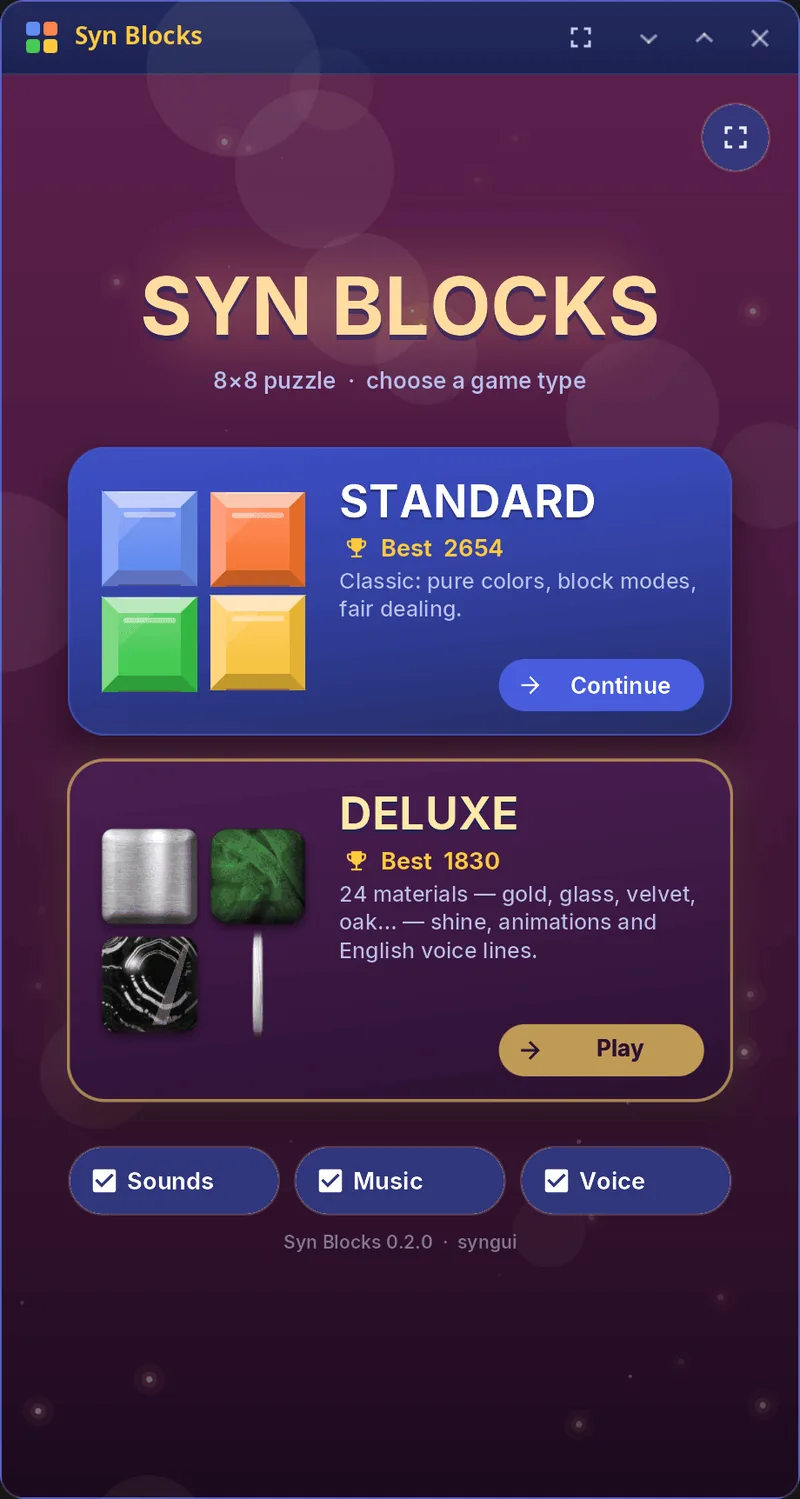 Syn Blocks
SYN BLOCKS
8×8 puzzle · choose a game type
STANDARD
Best 2654
Classic: pure colors, block modes,
fair dealing.
Continue
DELUXE
Best 1830
24 materials — gold, glass, velvet,
oak... — shine, animations and
English voice lines.
Play
Sounds
Music
Voice
Syn Blocks 0.2.0 · syngui